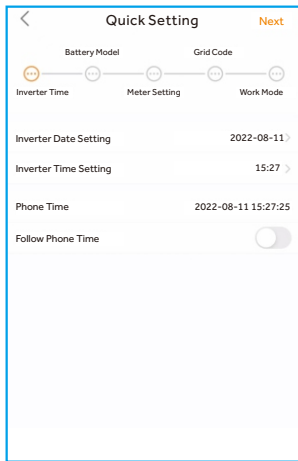 Quick Setting Next
Battery Model Grid Code
Inverter Time Meter Setting Work Mode
Inverter Date Setting 2022-08-11
Inverter Time Setting 15:27
Phone Time 2022-08-11 15:27:25
Follow Phone Time